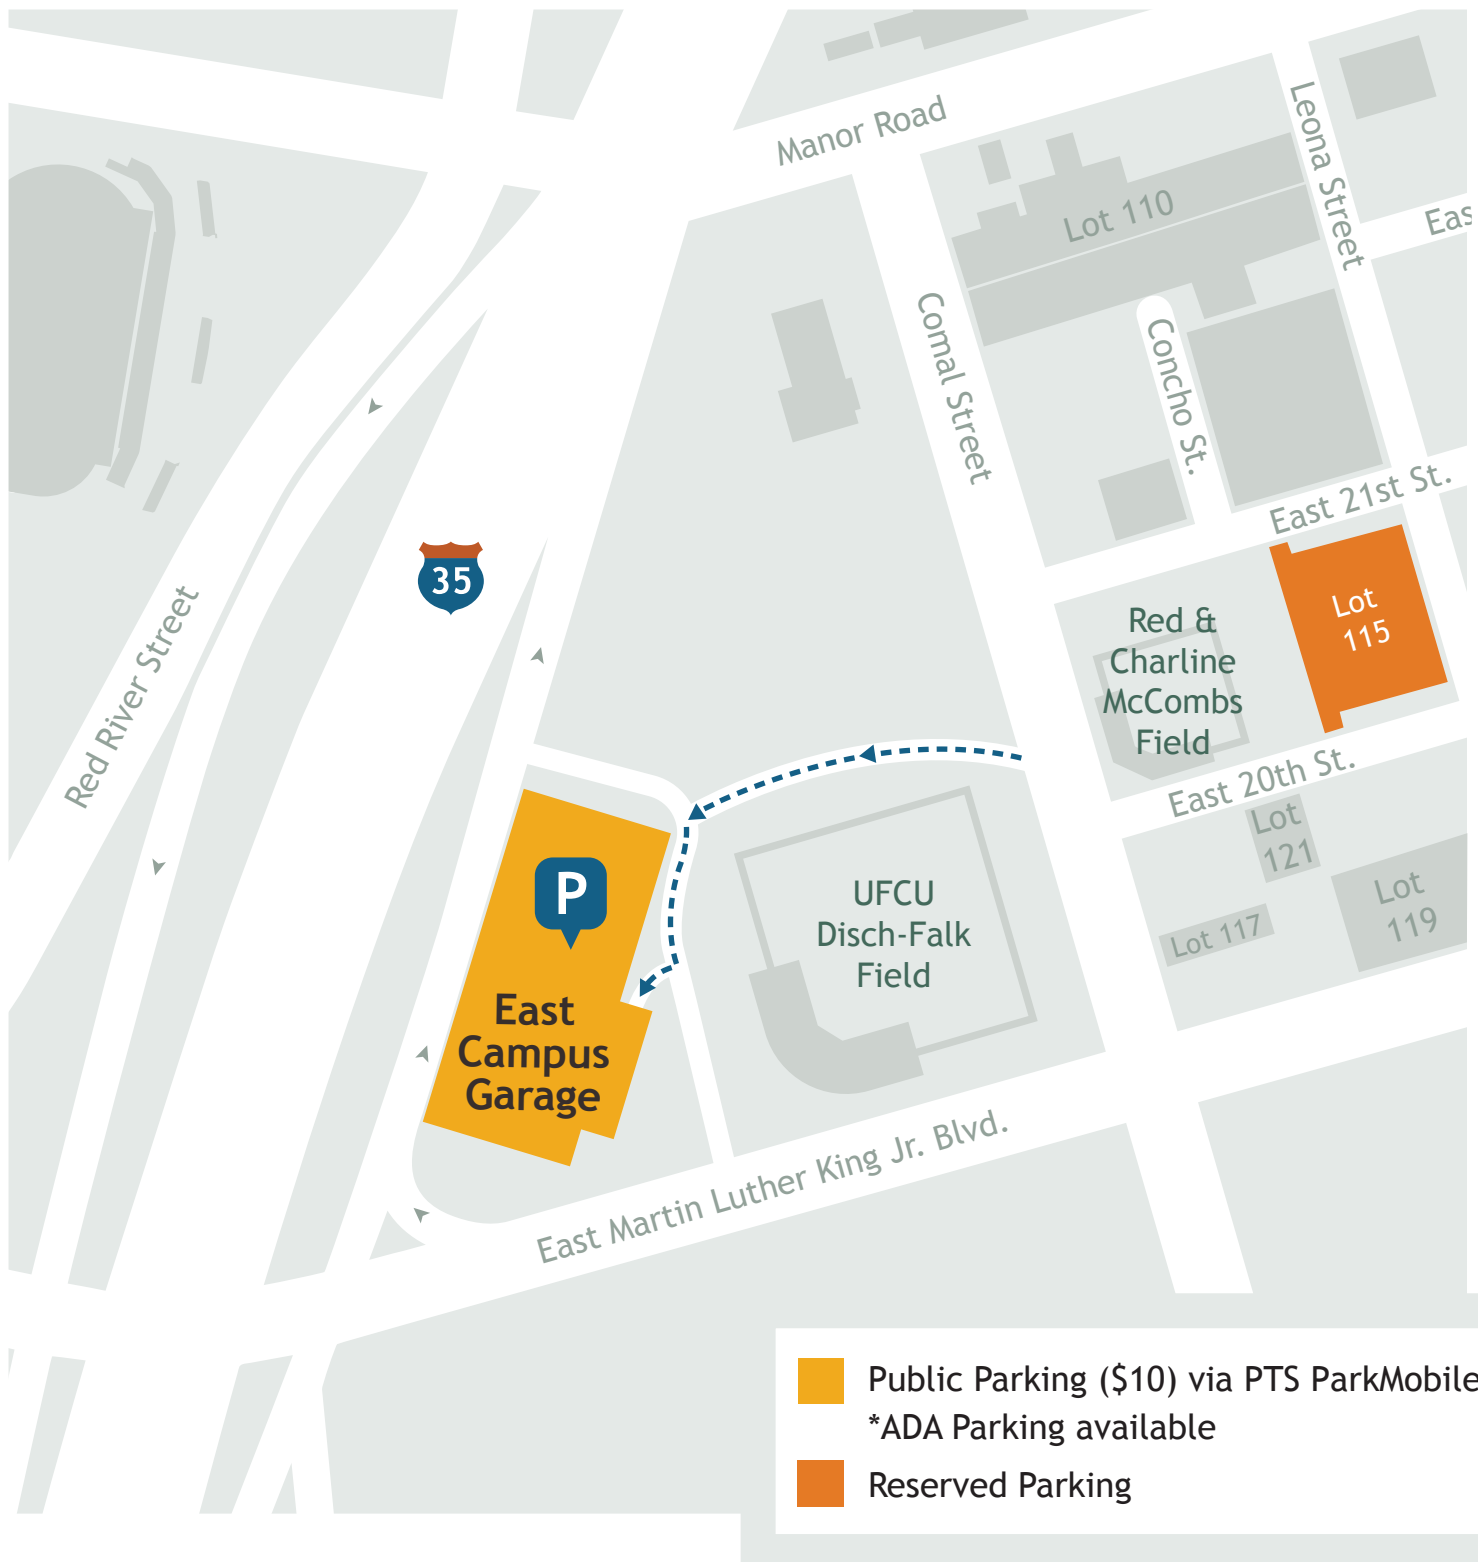 Manor Road
Leona Street
Lot 110
Eas
Comal Street
Concho St.
East 21st St.
35
Red River Street
Lot
115
Red &
Charline
McCombs
Field
East 20th St.
Lot
121
Lot
119
Lot 117
P
UFCU
Disch-Falk
Field
East
Campus
Garage
East Martin Luther King Jr. Blvd.
Public Parking ($10) via PTS ParkMobile
*ADA Parking available
Reserved Parking